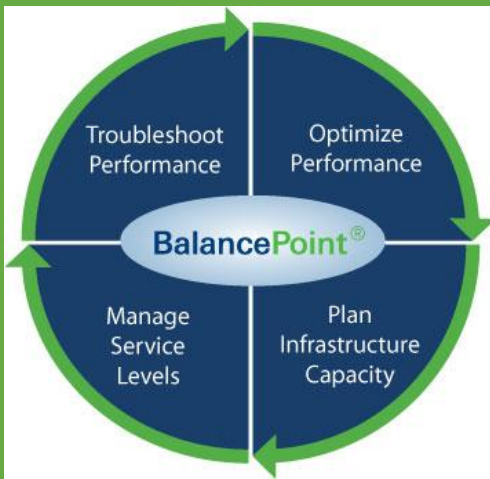 Troubleshoot
Performance
Optimize
Performance
BalancePoint®
Manage
Service
Levels
Plan
Infrastructure
Capacity